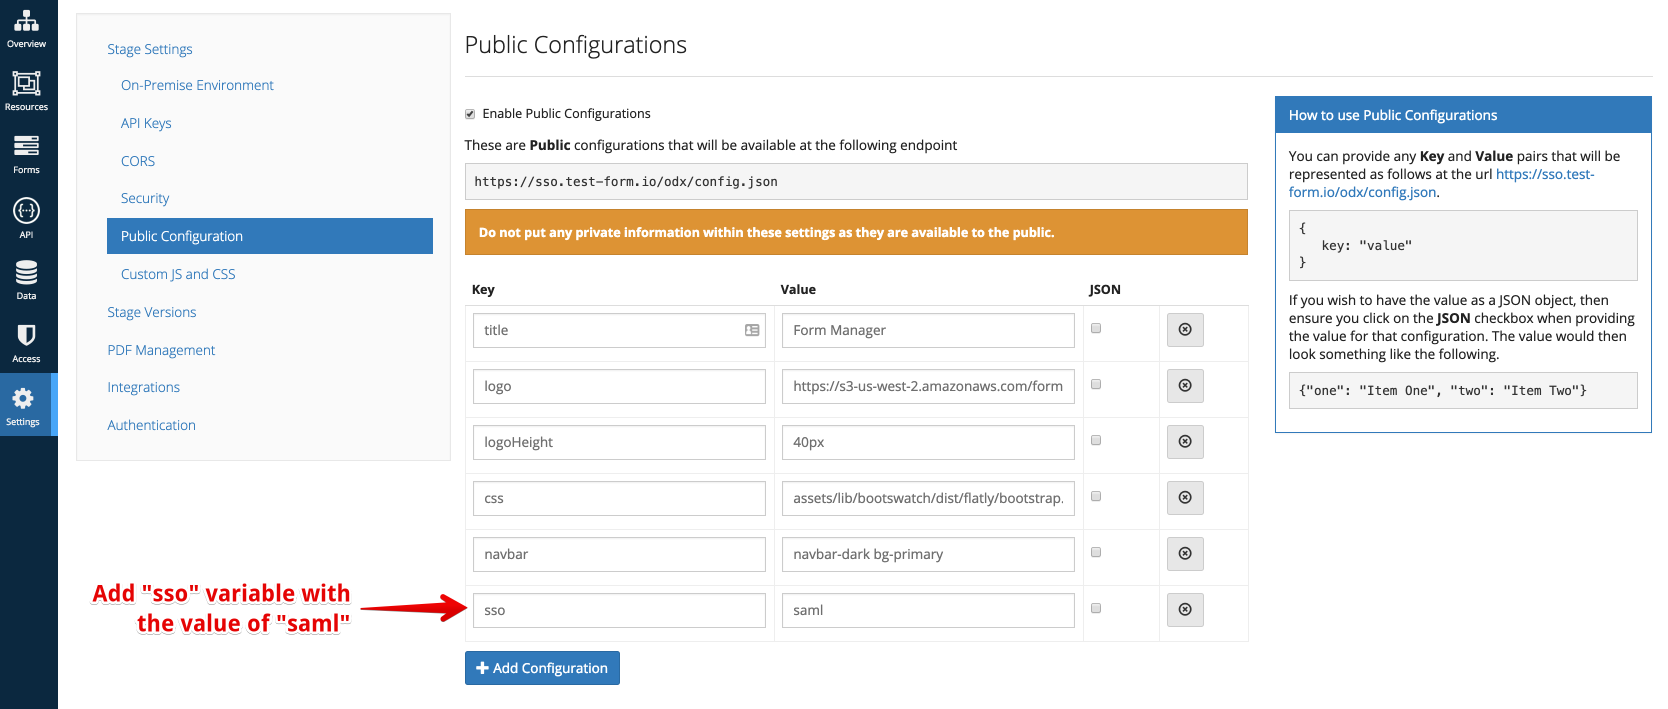 Overview
Resources
Forms
API
Data
Access
Settings
Stage Settings
On-Premise Environment
API Keys
CORS
Security
Public Configuration
Custom JS and CSS
Stage Versions
PDF Management
Integrations
Authentication
Public Configurations
Enable Public Configurations
These are Public configurations that will be available at the following endpoint
https://sso.test-form.io/odx/config.json
Do not put any private information within these settings as they are available to the public.
Key Value JSON
title Form Manager
logo https://s3-us-west-2.amazonaws.com/form
logoHeight 40px
css assets/lib/bootswatch/dist/flatly/bootstrap.
navbar navbar-dark bg-primary
sso saml
Add "sso" variable with
the value of "saml"
Add Configuration
How to use Public Configurations
You can provide any Key and Value pairs that will be
represented as follows at the url https://sso.test-
form.io/odx/config.json.
{
key: "value"
}
If you wish to have the value as a JSON object, then
ensure you click on the JSON checkbox when providing
the value for that configuration. The value would then
look something like the following.
{"one": "Item One", "two": "Item Two"}